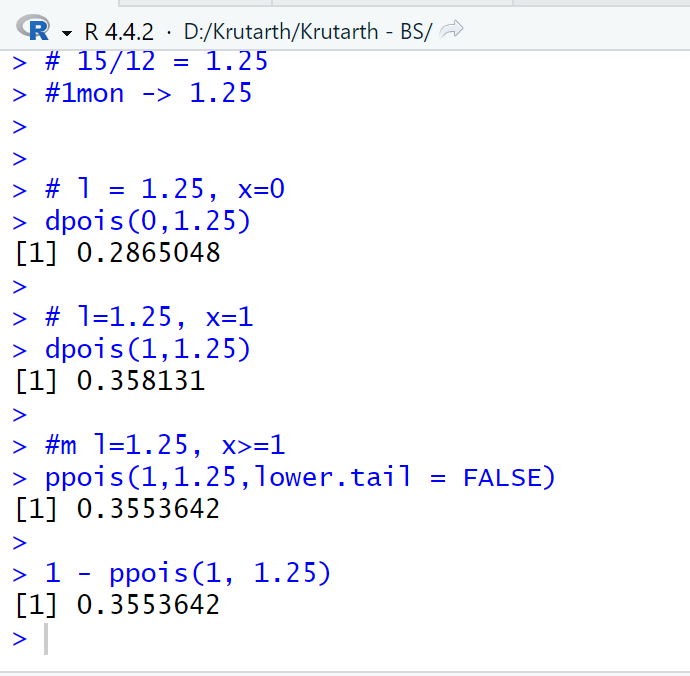 R R 4.4.2 · D:/Krutarth/Krutarth - BS/
> # 15/12 = 1.25
> #1mon -> 1.25
>
>
> # l = 1.25, x=0
> dpois(0,1.25)
[1] 0.2865048
>
> # l=1.25, x=1
> dpois(1,1.25)
[1] 0.358131
>
> #m l=1.25, x>=1
> ppois(1,1.25,lower.tail = FALSE)
[1] 0.3553642
>
> 1 - ppois(1, 1.25)
[1] 0.3553642
>